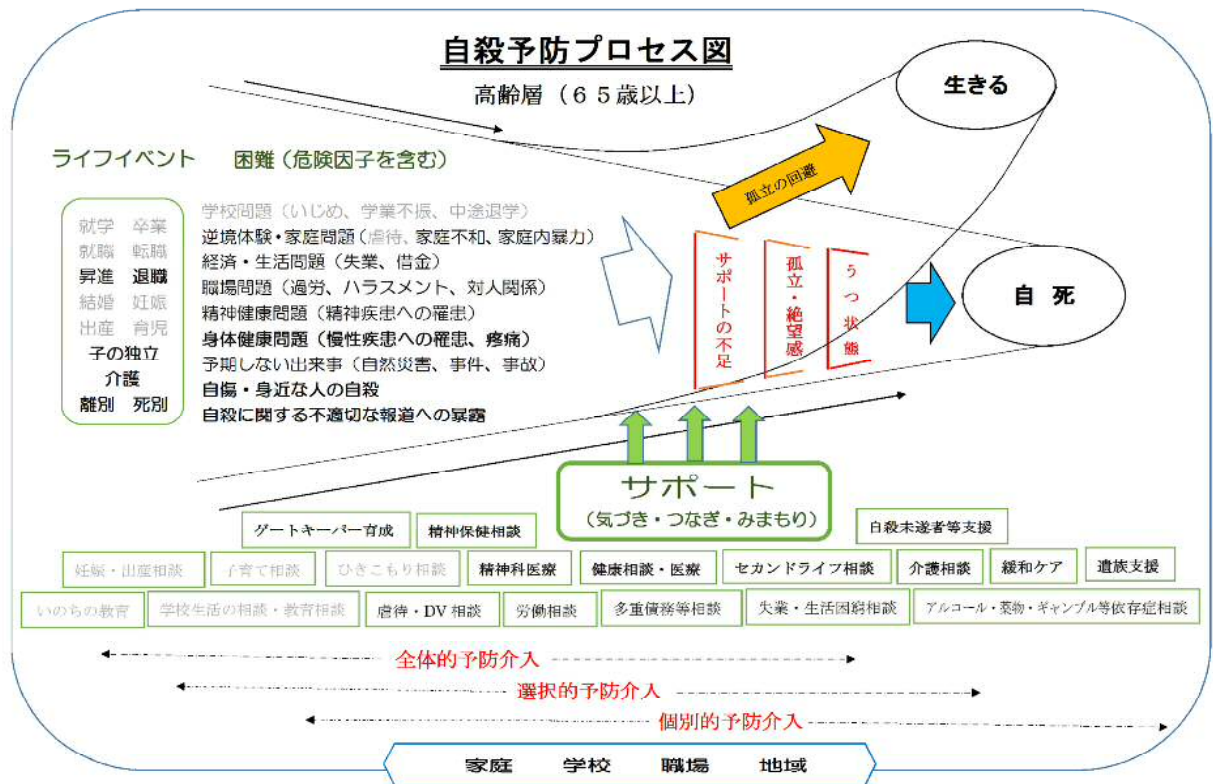 自殺予防プロセス図
高齢層(65歳以上)
生きる
孤立の回避
ライフイベント 困難(危険因子を含む)
就学 卒業
就職 転職
昇進 退職
結婚 妊娠
出産 育児
子の独立
介護
離別 死別
学校問題(いじめ、学業不振、中途退学)
逆境体験・家庭問題(虐待、家庭不和、家庭内暴力)
経済・生活問題(失業、借金)
職場問題(過労、ハラスメント、対人関係)
精神健康問題(精神疾患への罹患)
身体健康問題(慢性疾患への罹患、疼痛)
予期しない出来事(自然災害、事件、事故)
自傷・身近な人の自殺
自殺に関する不適切な報道への暴露
サポートの不足
孤立・絶望感
うつ状態
自死
サポート
(気づき・つなぎ・みまもり)
ゲートキーパー育成 精神保健相談 自殺未遂者等支援
妊娠・出産相談 子育て相談 ひきこもり相談 精神科医療 健康相談・医療 セカンドライフ相談 介護相談 緩和ケア 遺族支援
いのちの教育 学校生活の相談・教育相談 虐待・DV相談 労働相談 多重債務等相談 失業・生活困窮相談 アルコール・薬物・ギャンブル等依存症相談
全体的予防介入
選択的予防介入
個別的予防介入
家庭 学校 職場 地域